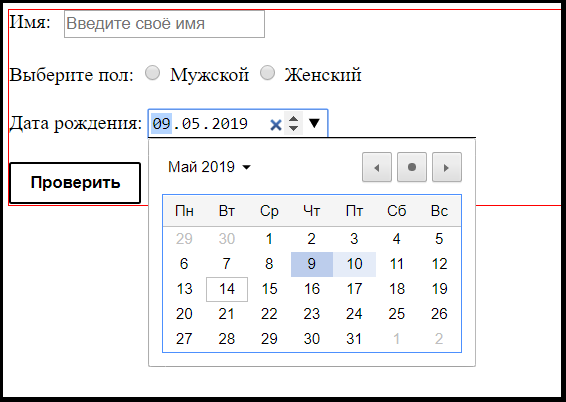 Имя: Введите своё имя
Выберите пол: Мужской Женский
Дата рождения: 09.05.2019
Проверить
Май 2019
Пн Вт Ср Чт Пт Сб Вс
29 30 1 2 3 4 5
6 7 8 9 10 11 12
13 14 15 16 17 18 19
20 21 22 23 24 25 26
27 28 29 30 31 1 2